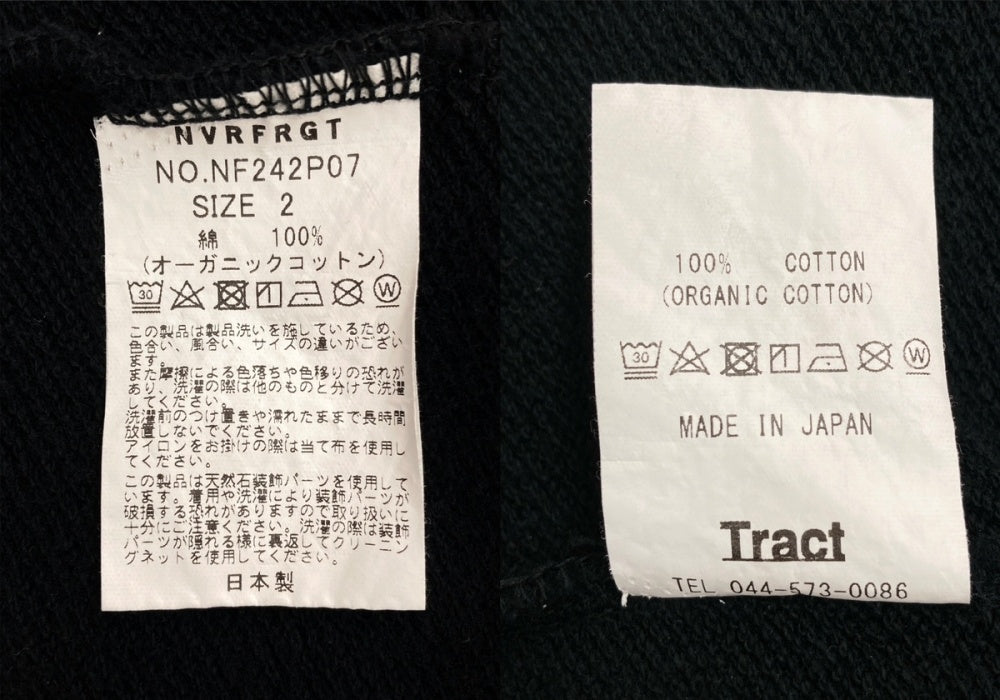 NVRFRGT
NO.NF242P07
SIZE 2
綿 100%
(オーガニックコットン)
30 W
この製品は製品洗いを施しているため、
色合い、風合い、サイズの違いがござい
ます。
また摩擦による色落ちや色移りの恐れが
あり、洗濯の際は他のものと分けて洗濯
してください。
洗濯前のつけ置きや濡れたままで長時間
放置しないでください。
アイロンをお掛けの際は当て布を使用し
てください。
この製品は天然石装飾パーツを使用して
います。着用や洗濯により装飾パーツが
破損する恐れがありますので取り扱いに
十分にご注意ください。洗濯の際は装飾
パーツが隠れる様に裏返してクリーニン
グネットを使用してください。
日本製
100% COTTON
(ORGANIC COTTON)
30 W
MADE IN JAPAN
Tract
TEL 044-573-0086